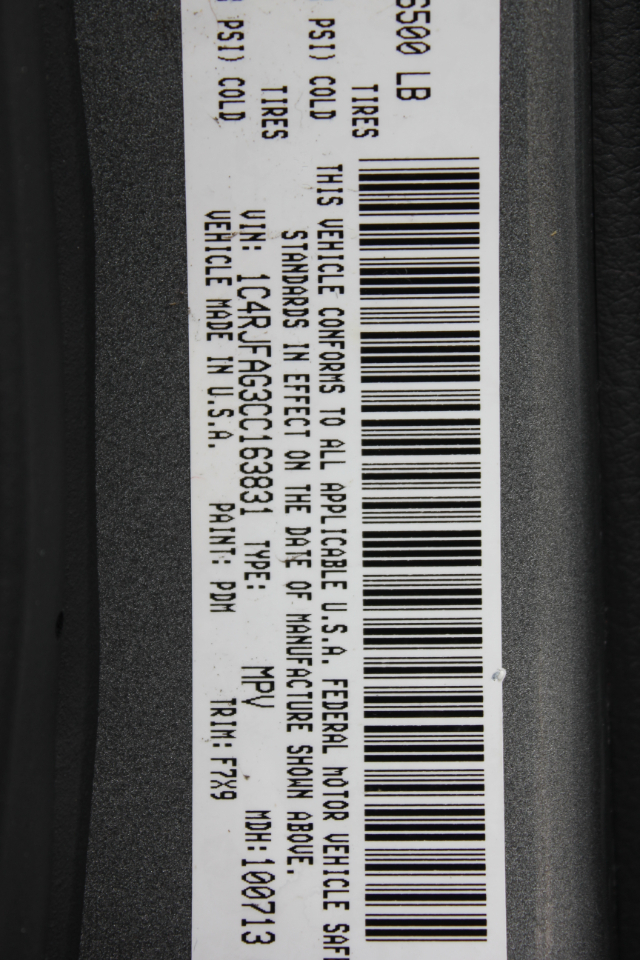 6500 LB
TIRES
PSI) COLD
TIRES
PSI) COLD
THIS VEHICLE CONFORMS TO ALL APPLICABLE U.S.A. FEDERAL MOTOR VEHICLE SAF
STANDARDS IN EFFECT ON THE DATE OF MANUFACTURE SHOWN ABOVE.
VIN: 1C4RJFAG3CC163831 TYPE: MPV MDH:100713
VEHICLE MADE IN U.S.A. PAINT: PDM TRIM: F7X9